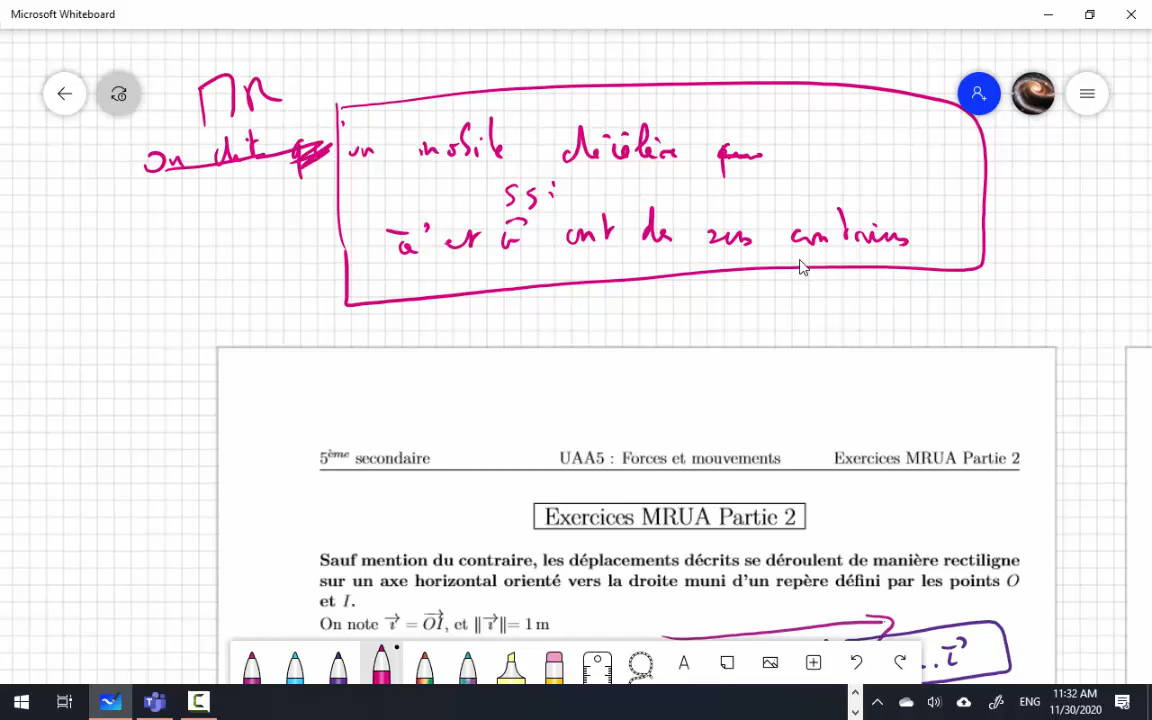 Microsoft Whiteboard
On dit
un mobile décélère
ssi
a et v ont de sens contraires
5ème secondaire UAA5 : Forces et mouvements Exercices MRUA Partie 2
Exercices MRUA Partie 2
Sauf mention du contraire, les déplacements décrits se déroulent de manière rectiligne
sur un axe horizontal orienté vers la droite muni d'un repère défini par les points O
et I.
On note ı⃗ = OI⃗, et ||ı⃗|| = 1 m
..ı⃗
A
ENG
11:32 AM
11/30/2020